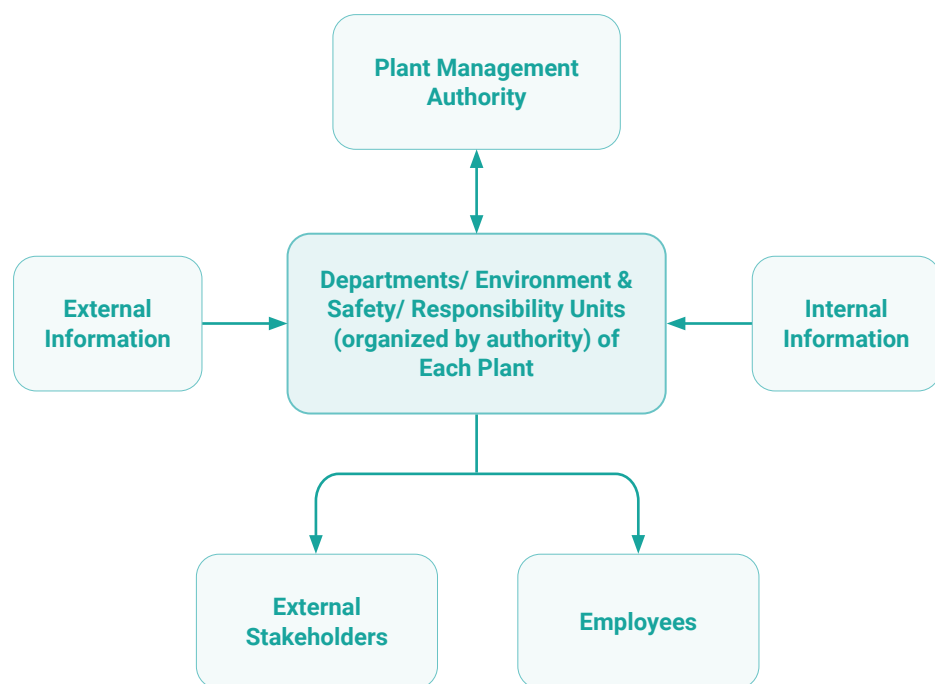 Plant Management
Authority
External
Information
Departments/ Environment &
Safety/ Responsibility Units
(organized by authority) of
Each Plant
Internal
Information
External
Stakeholders
Employees